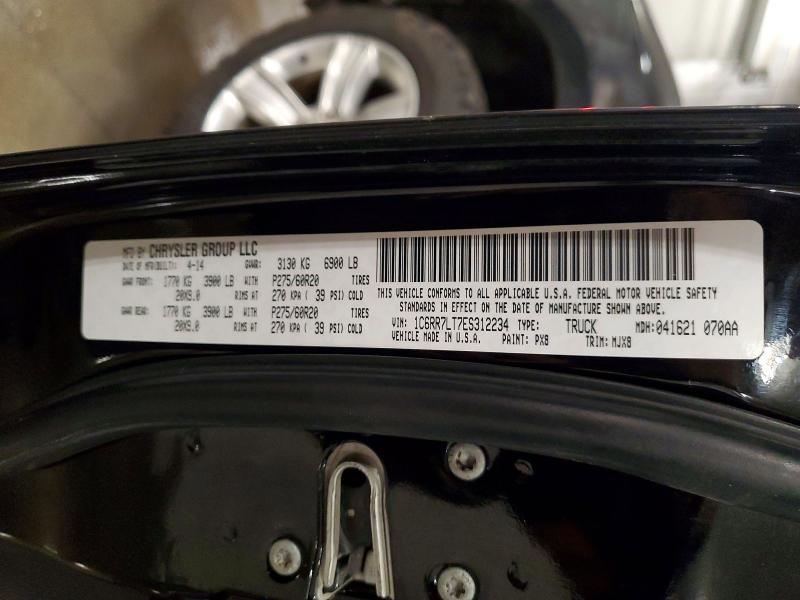 MFD BY CHRYSLER GROUP LLC
DATE OF MFR(BUILT): 4-14 GVWR: 3130 KG 6900 LB
GAWR FRONT: 1770 KG 3900 LB WITH P275/60R20 TIRES
20X9.0 RIMS AT 270 KPA ( 39 PSI) COLD
GAWR REAR: 1770 KG 3900 LB WITH P275/60R20 TIRES
20X9.0 RIMS AT 270 KPA ( 39 PSI) COLD
THIS VEHICLE CONFORMS TO ALL APPLICABLE U.S.A. FEDERAL MOTOR VEHICLE SAFETY
STANDARDS IN EFFECT ON THE DATE OF MANUFACTURE SHOWN ABOVE.
VIN: 1C6RR7LT7ES312234 TYPE: TRUCK MDH: 041621 070AA
VEHICLE MADE IN U.S.A. PAINT: PX8 TRIM: MJX8